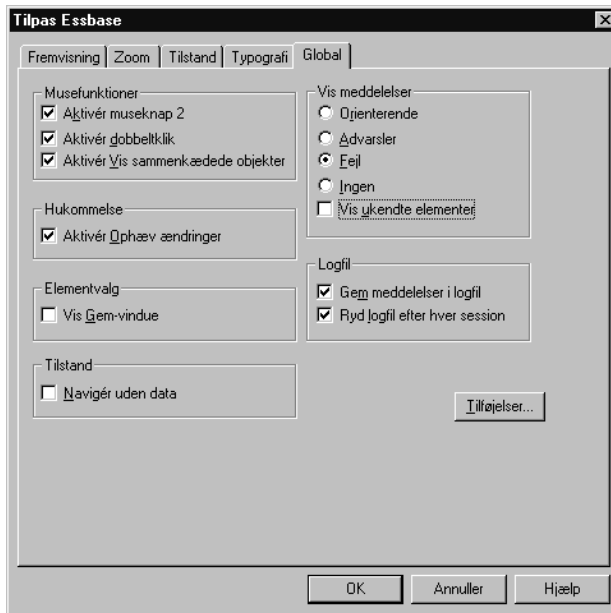 Tilpas Essbase
Fremvisning Zoom Tilstand Typografi Global
Musefunktioner
Aktivér museknap 2
Aktivér dobbeltklik
Aktivér Vis sammenkædede objekter
Hukommelse
Aktivér Ophæv ændringer
Elementvalg
Vis Gem-vindue
Tilstand
Navigér uden data
Vis meddelelser
Orienterende
Advarsler
Fejl
Ingen
Vis ukendte elementer
Logfil
Gem meddelelser i logfil
Ryd logfil efter hver session
Tilføjelser...
OK Annuller Hjælp